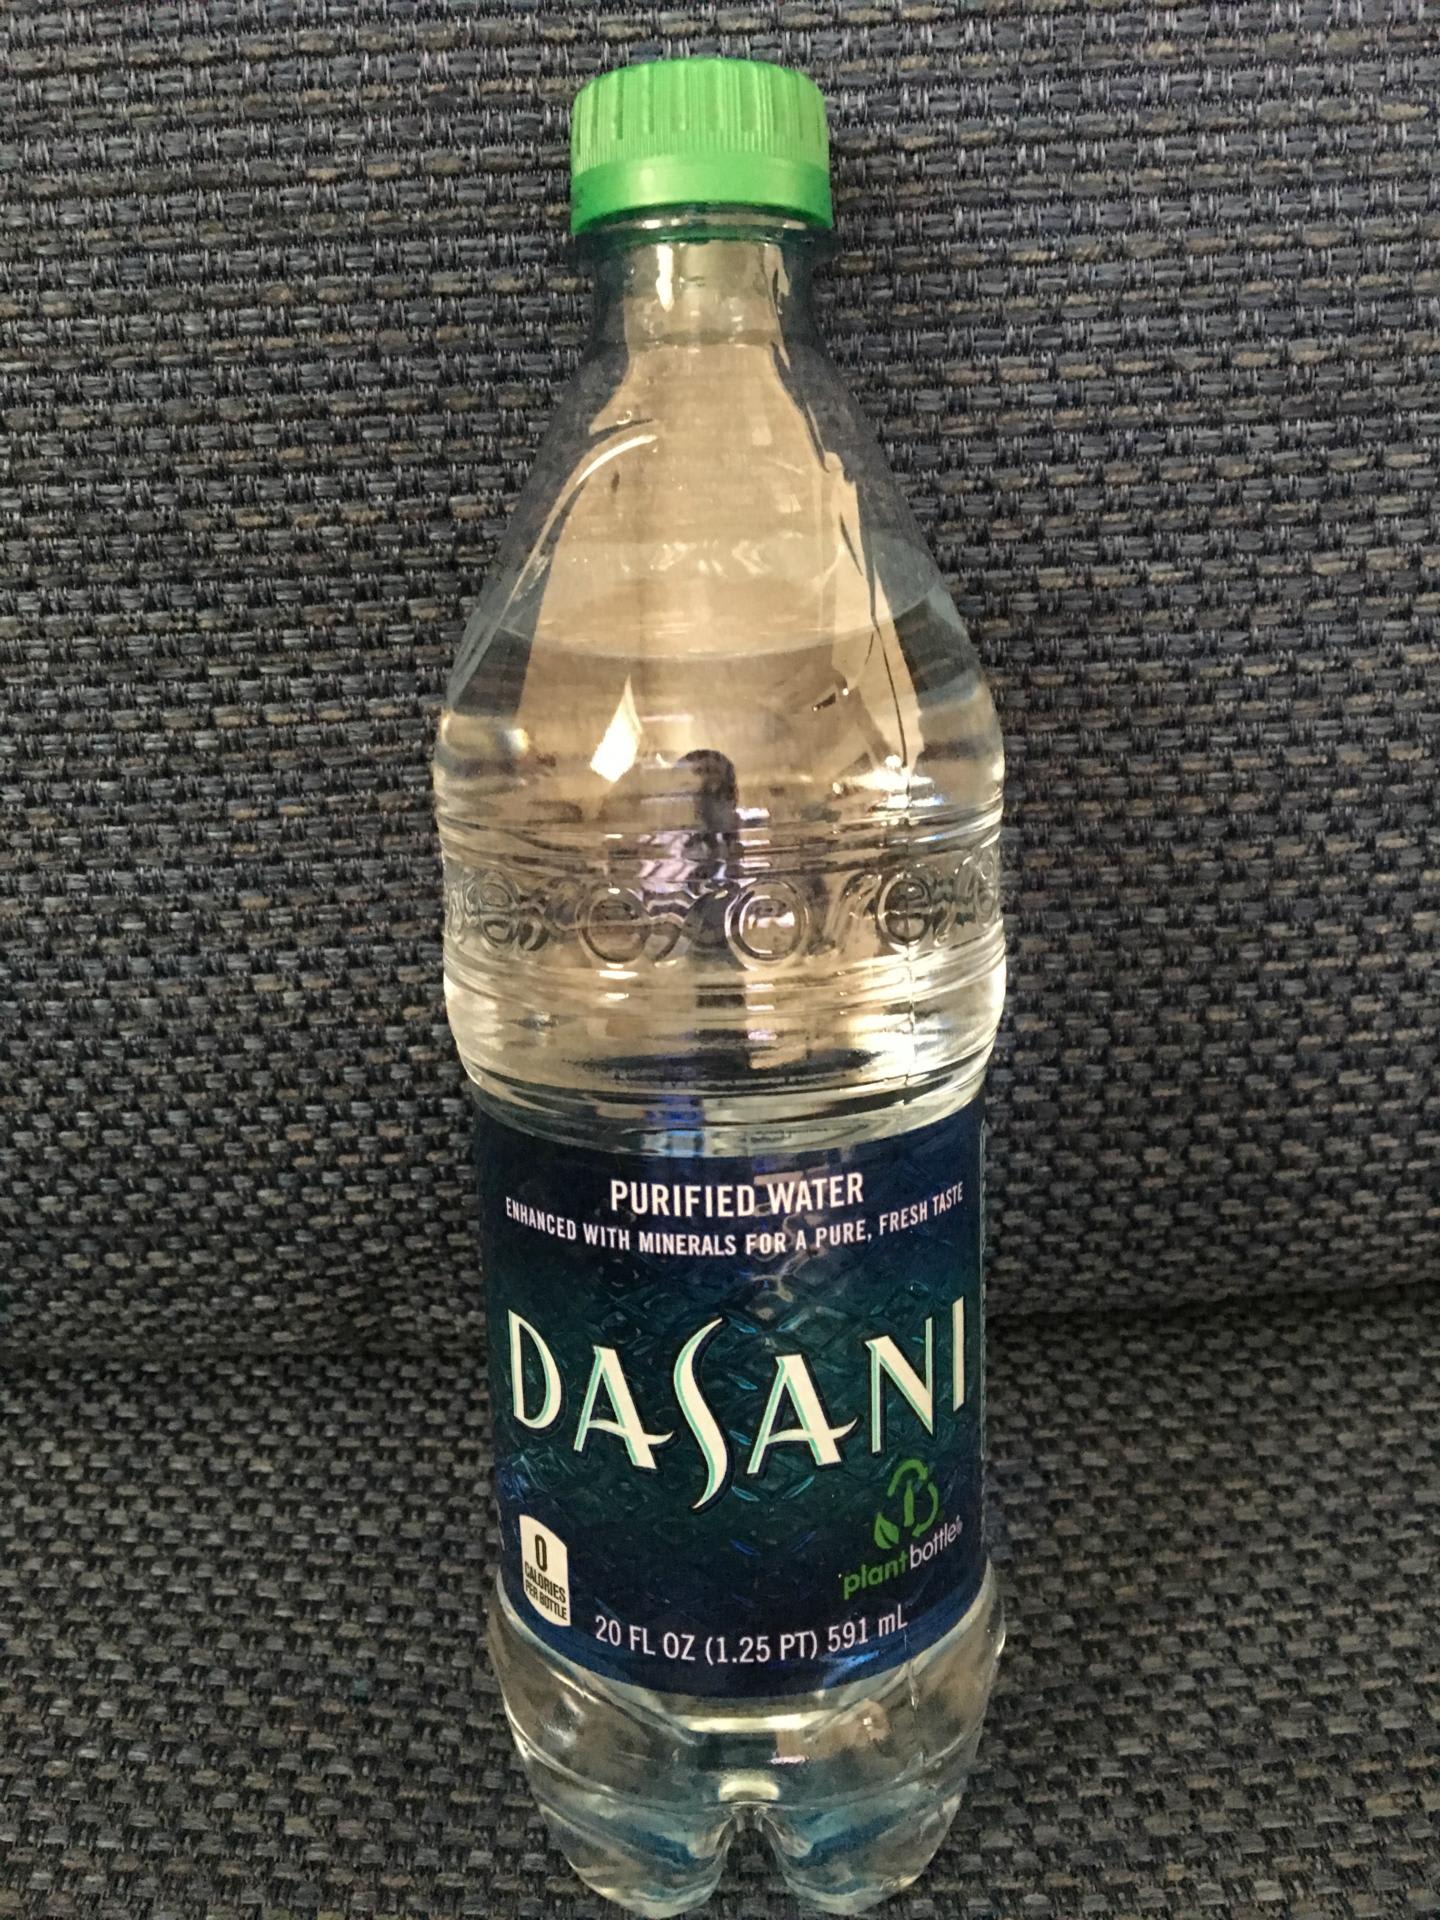 PURIFIED WATER
ENHANCED WITH MINERALS FOR A PURE, FRESH TASTE
DASANI
plantbottle
0
CALORIES
PER BOTTLE
20 FL OZ (1.25 PT) 591 mL